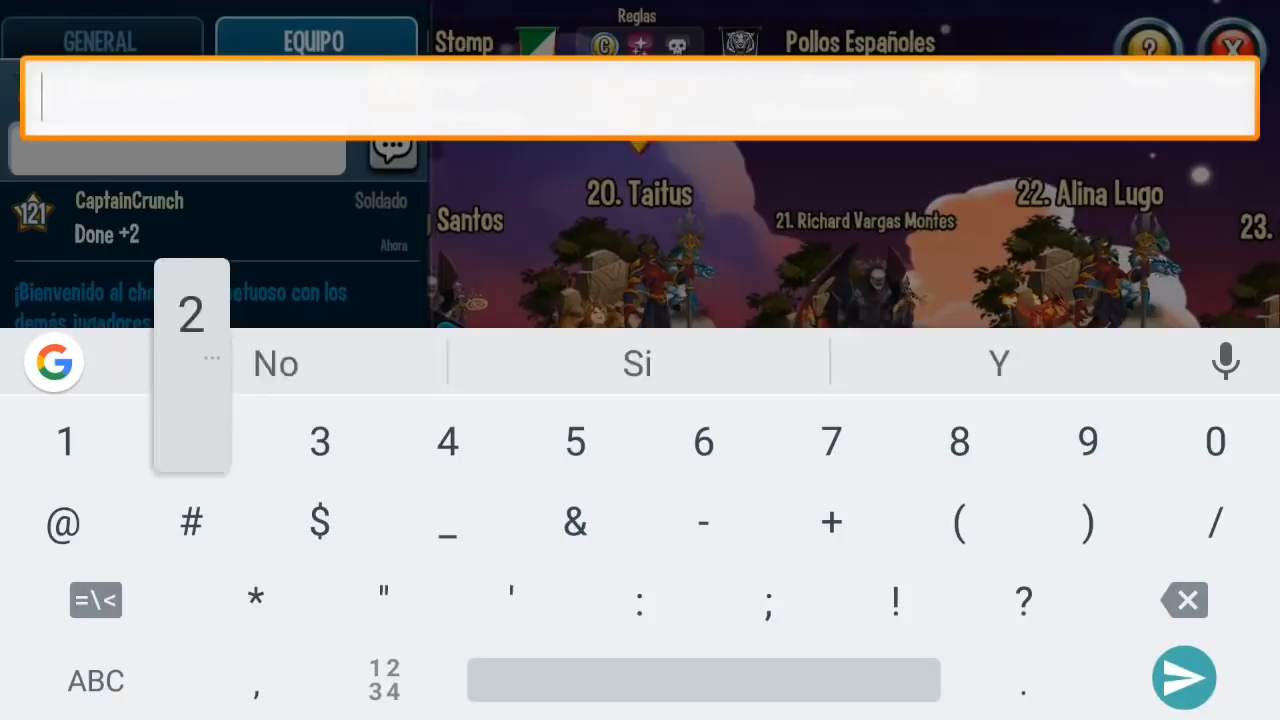 GENERAL
EQUIPO
Stomp
Reglas
C
Pollos Españoles
?
X
121
CaptainCrunch
Soldado
Done +2
Ahora
¡Bienvenido al
etuoso con los
demás jugadores
Santos
20. Taitus
21. Richard Vargas Montes
22. Alina Lugo
23.
2
...
G
No
Si
Y
1 3 4 5 6 7 8 9 0
@ # $ _ & - + ( ) /
=\< * " ' : ; ! ?
ABC , 12 34 .